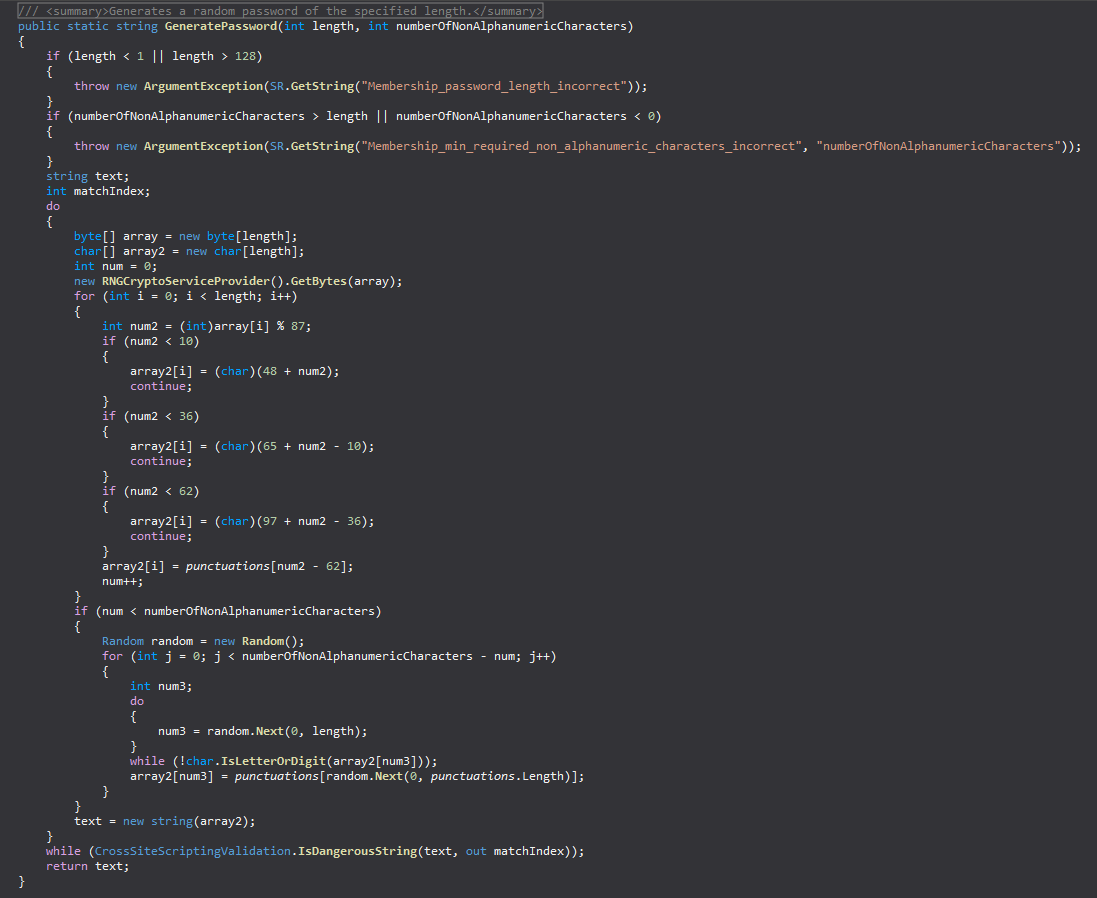 /// <summary>Generates a random password of the specified length.</summary>
public static string GeneratePassword(int length, int numberOfNonAlphanumericCharacters)
{
    if (length < 1 || length > 128)
    {
        throw new ArgumentException(SR.GetString("Membership_password_length_incorrect"));
    }
    if (numberOfNonAlphanumericCharacters > length || numberOfNonAlphanumericCharacters < 0)
    {
        throw new ArgumentException(SR.GetString("Membership_min_required_non_alphanumeric_characters_incorrect", "numberOfNonAlphanumericCharacters"));
    }
    string text;
    int matchIndex;
    do
    {
        byte[] array = new byte[length];
        char[] array2 = new char[length];
        int num = 0;
        new RNGCryptoServiceProvider().GetBytes(array);
        for (int i = 0; i < length; i++)
        {
            int num2 = (int)array[i] % 87;
            if (num2 < 10)
            {
                array2[i] = (char)(48 + num2);
                continue;
            }
            if (num2 < 36)
            {
                array2[i] = (char)(65 + num2 - 10);
                continue;
            }
            if (num2 < 62)
            {
                array2[i] = (char)(97 + num2 - 36);
                continue;
            }
            array2[i] = punctuations[num2 - 62];
            num++;
        }
        if (num < numberOfNonAlphanumericCharacters)
        {
            Random random = new Random();
            for (int j = 0; j < numberOfNonAlphanumericCharacters - num; j++)
            {
                int num3;
                do
                {
                    num3 = random.Next(0, length);
                }
                while (!char.IsLetterOrDigit(array2[num3]));
                array2[num3] = punctuations[random.Next(0, punctuations.Length)];
            }
        }
        text = new string(array2);
    }
    while (CrossSiteScriptingValidation.IsDangerousString(text, out matchIndex));
    return text;
}